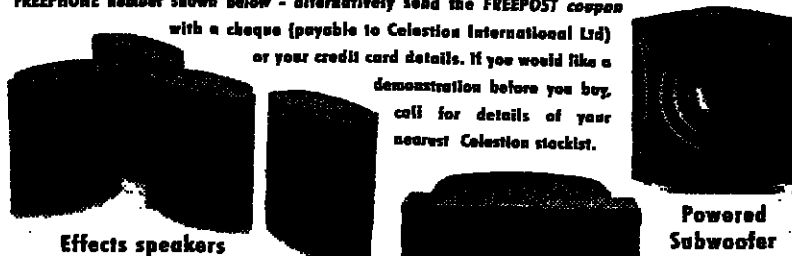 FREEPHONE number shown below - alternatively send the FREEPOST coupon
with a cheque (payable to Celestion International Ltd)
or your credit card details. If you would like a
demonstration before you buy,
call for details of your
nearest Celestion stockist.
Powered
Effects speakers
Subwoofer